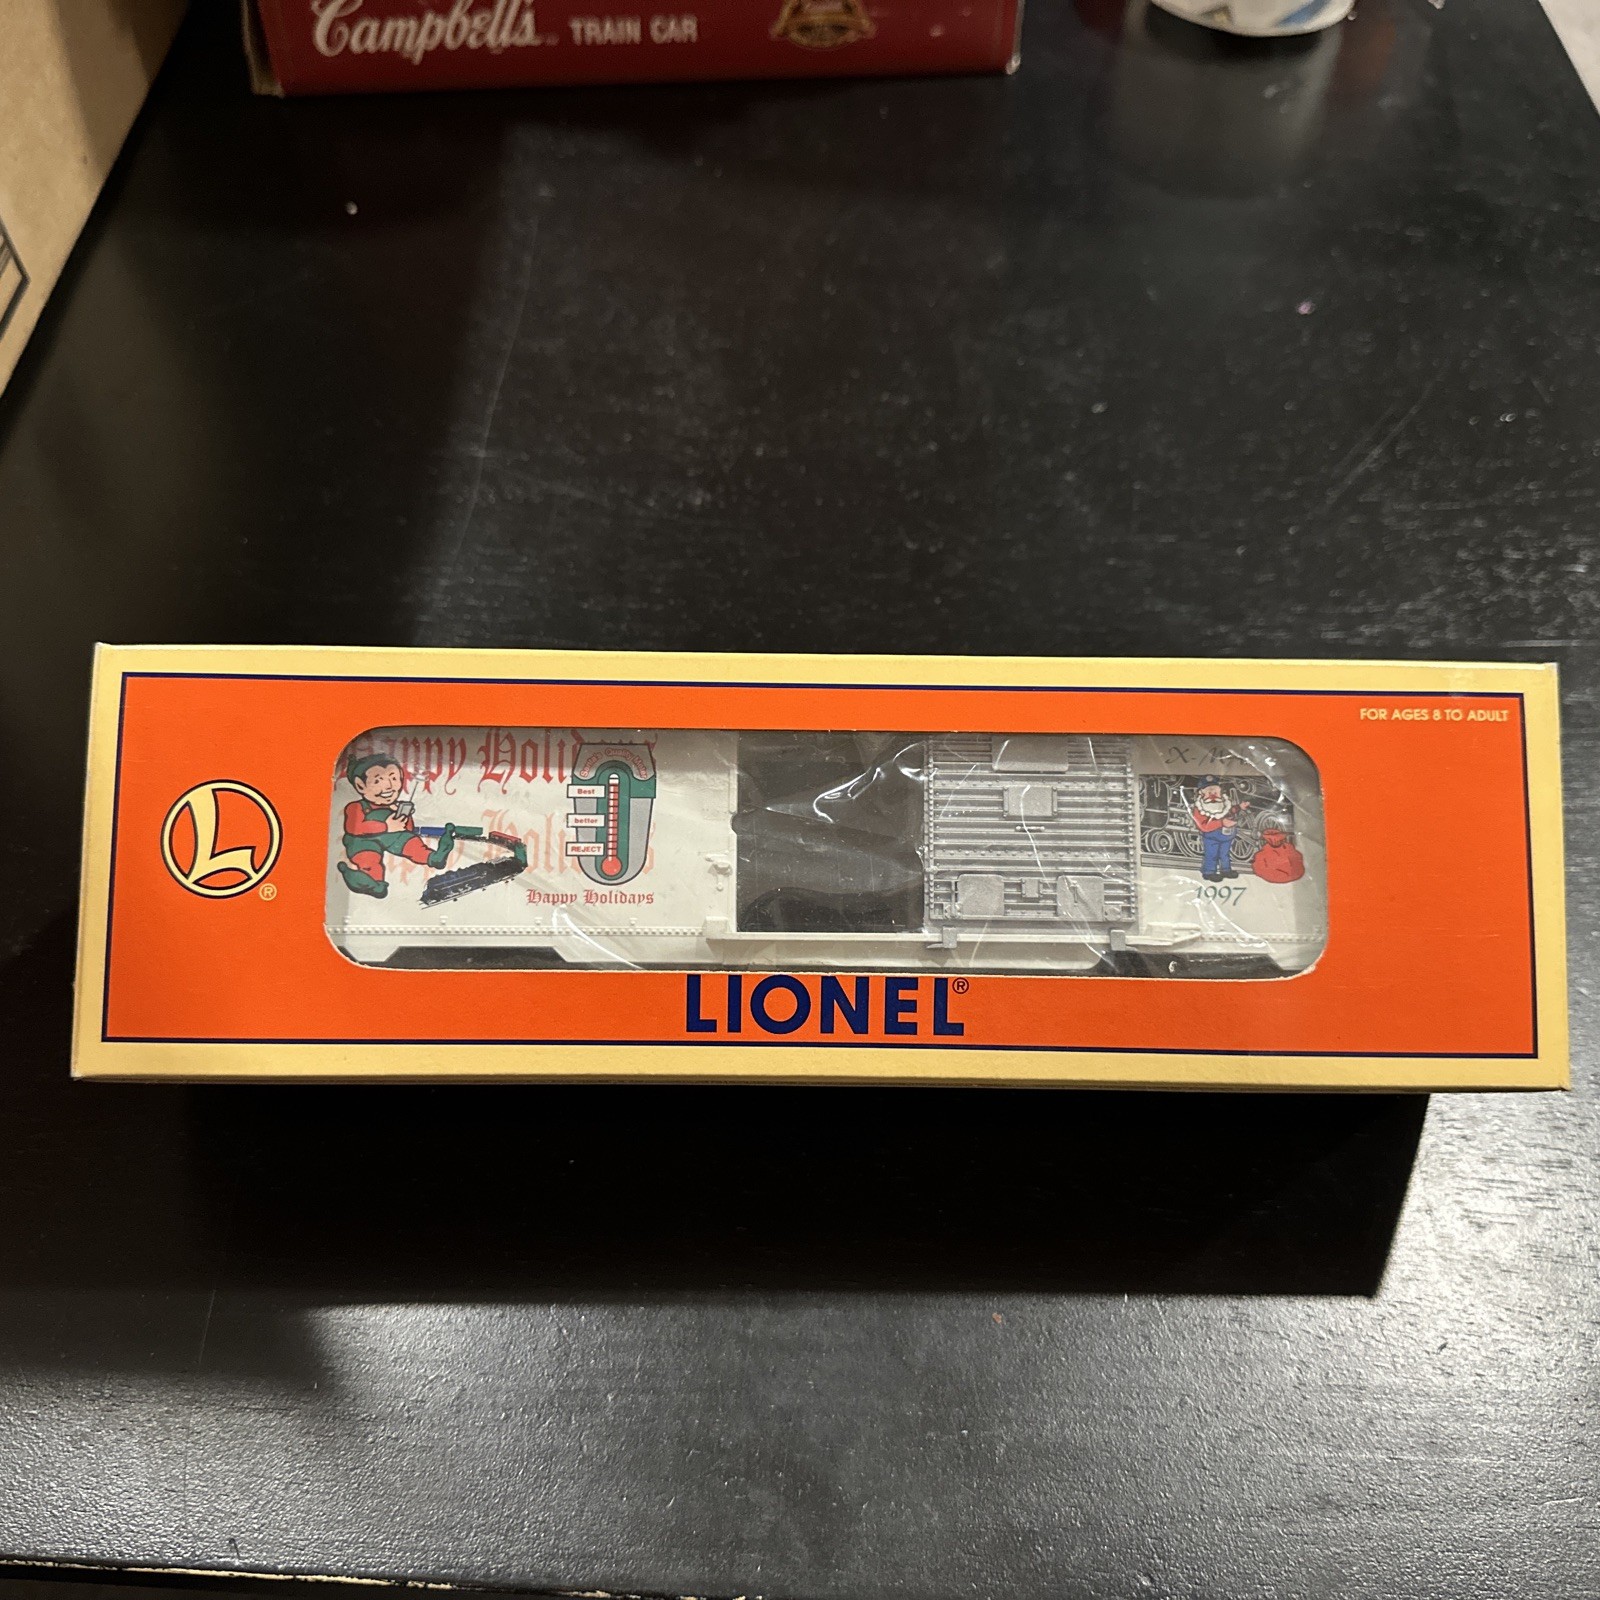 Campbell's TRAIN CAR
FOR AGES 8 TO ADULT
Happy Holidays
Best
better
REJECT
Happy Holidays
1997
L®
LIONEL®